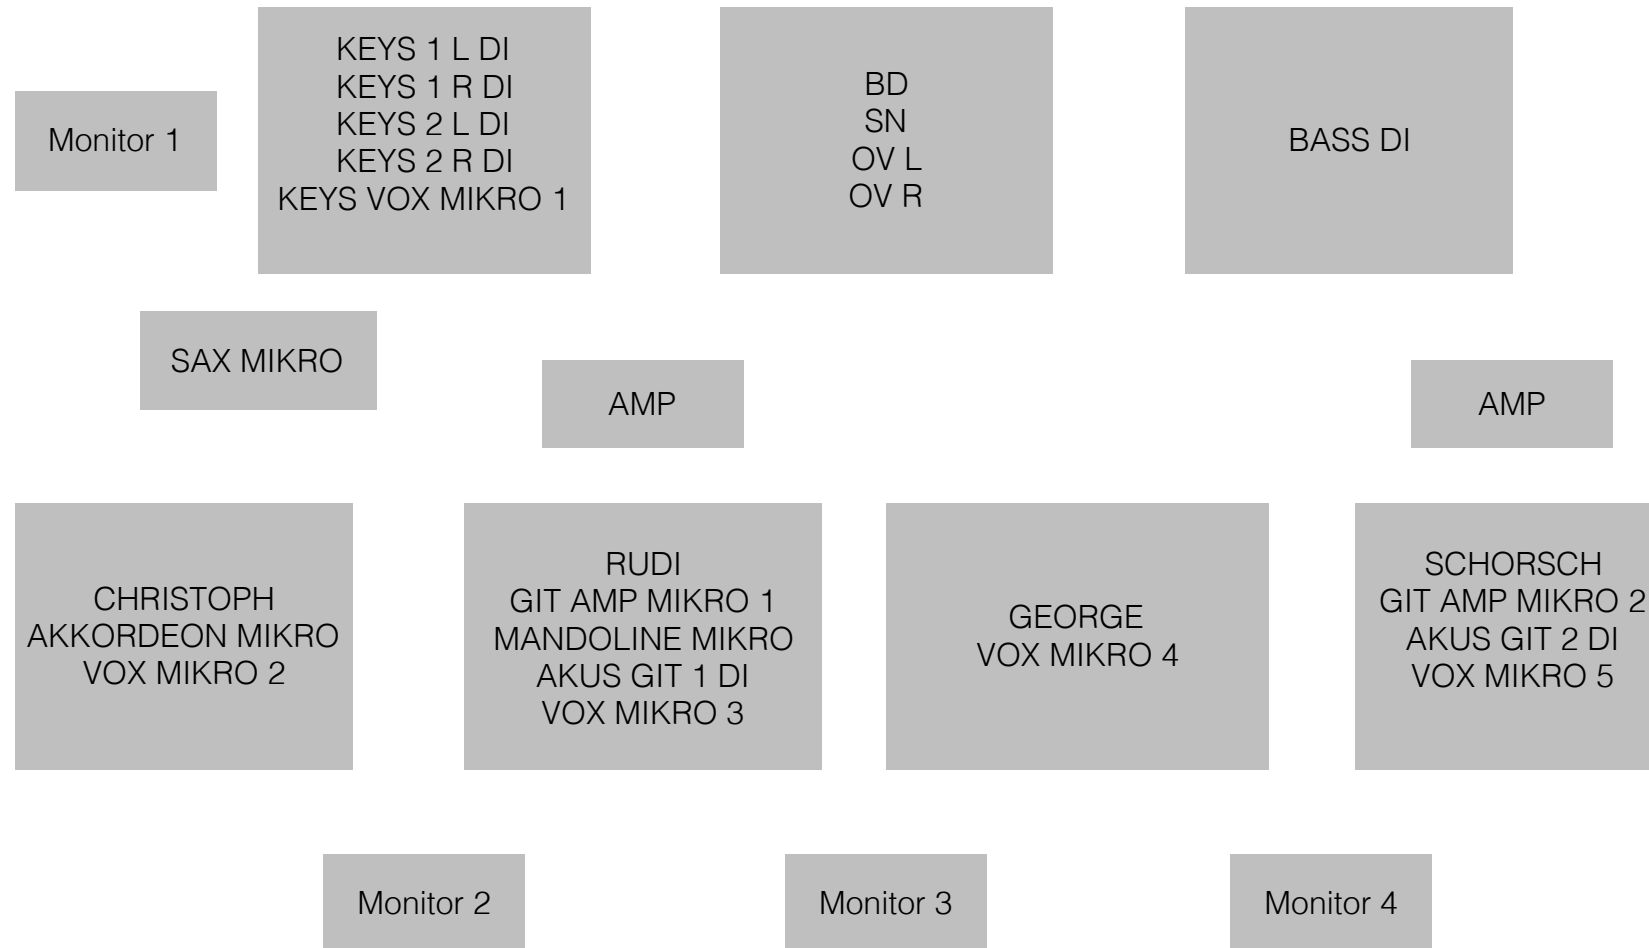 Monitor 1
KEYS 1 L DI
KEYS 1 R DI
KEYS 2 L DI
KEYS 2 R DI
KEYS VOX MIKRO 1
BD
SN
OV L
OV R
BASS DI
SAX MIKRO
AMP
AMP
CHRISTOPH
AKKORDEON MIKRO
VOX MIKRO 2
RUDI
GIT AMP MIKRO 1
MANDOLINE MIKRO
AKUS GIT 1 DI
VOX MIKRO 3
GEORGE
VOX MIKRO 4
SCHORSCH
GIT AMP MIKRO 2
AKUS GIT 2 DI
VOX MIKRO 5
Monitor 2
Monitor 3
Monitor 4